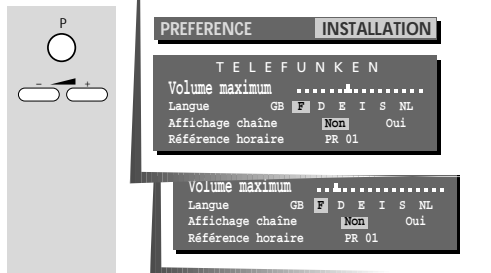 P
– +
PREFERENCE INSTALLATION
T E L E F U N K E N
Volume maximum
Langue GB F D E I S NL
Affichage chaîne Non Oui
Référence horaire PR 01
Volume maximum
Langue GB F D E I S NL
Affichage chaîne Non Oui
Référence horaire PR 01